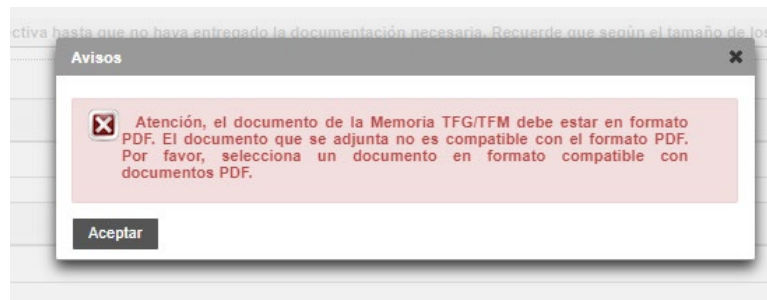 ectiva hasta que no haya entregado la documentación necesaria. Recuerde que según el tamaño de los
Avisos
Atención, el documento de la Memoria TFG/TFM debe estar en formato
PDF. El documento que se adjunta no es compatible con el formato PDF.
Por favor, selecciona un documento en formato compatible con
documentos PDF.
Aceptar